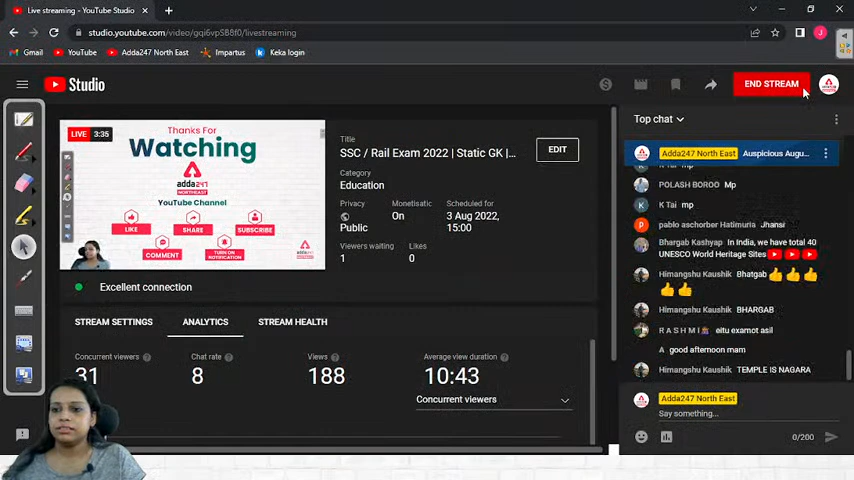 Live streaming - YouTube Studio
studio.youtube.com/video/gqi6vpSB8f0/livestreaming
Gmail YouTube Adda247 North East Impartus Keka login
Studio
END STREAM
LIVE 3:35
Thanks For
Watching
adda247
NORTHEAST
YouTube Channel
LIKE SHARE SUBSCRIBE
COMMENT TURN ON NOTIFICATION
Title
SSC / Rail Exam 2022 | Static GK |...
EDIT
Category
Education
Privacy Monetisatic Scheduled for
Public On 3 Aug 2022, 15:00
Viewers waiting Likes
1 0
Excellent connection
STREAM SETTINGS ANALYTICS STREAM HEALTH
Concurrent viewers Chat rate Views Average view duration
31 8 188 10:43
Concurrent viewers
Top chat
Adda247 North East Auspicious Augu...
K Tai mp
POLASH BOROO Mp
K Tai mp
pablo aschorber Hatimuria Jhansi
Bhargab Kashyap In India, we have total 40
UNESCO World Heritage Sites
Himangshu Kaushik Bhatgab
Himangshu Kaushik BHARGAB
R A S H M I eitu examot asil
A good afternoon mam
Himangshu Kaushik TEMPLE IS NAGARA
Adda247 North East
Say something...
0/200